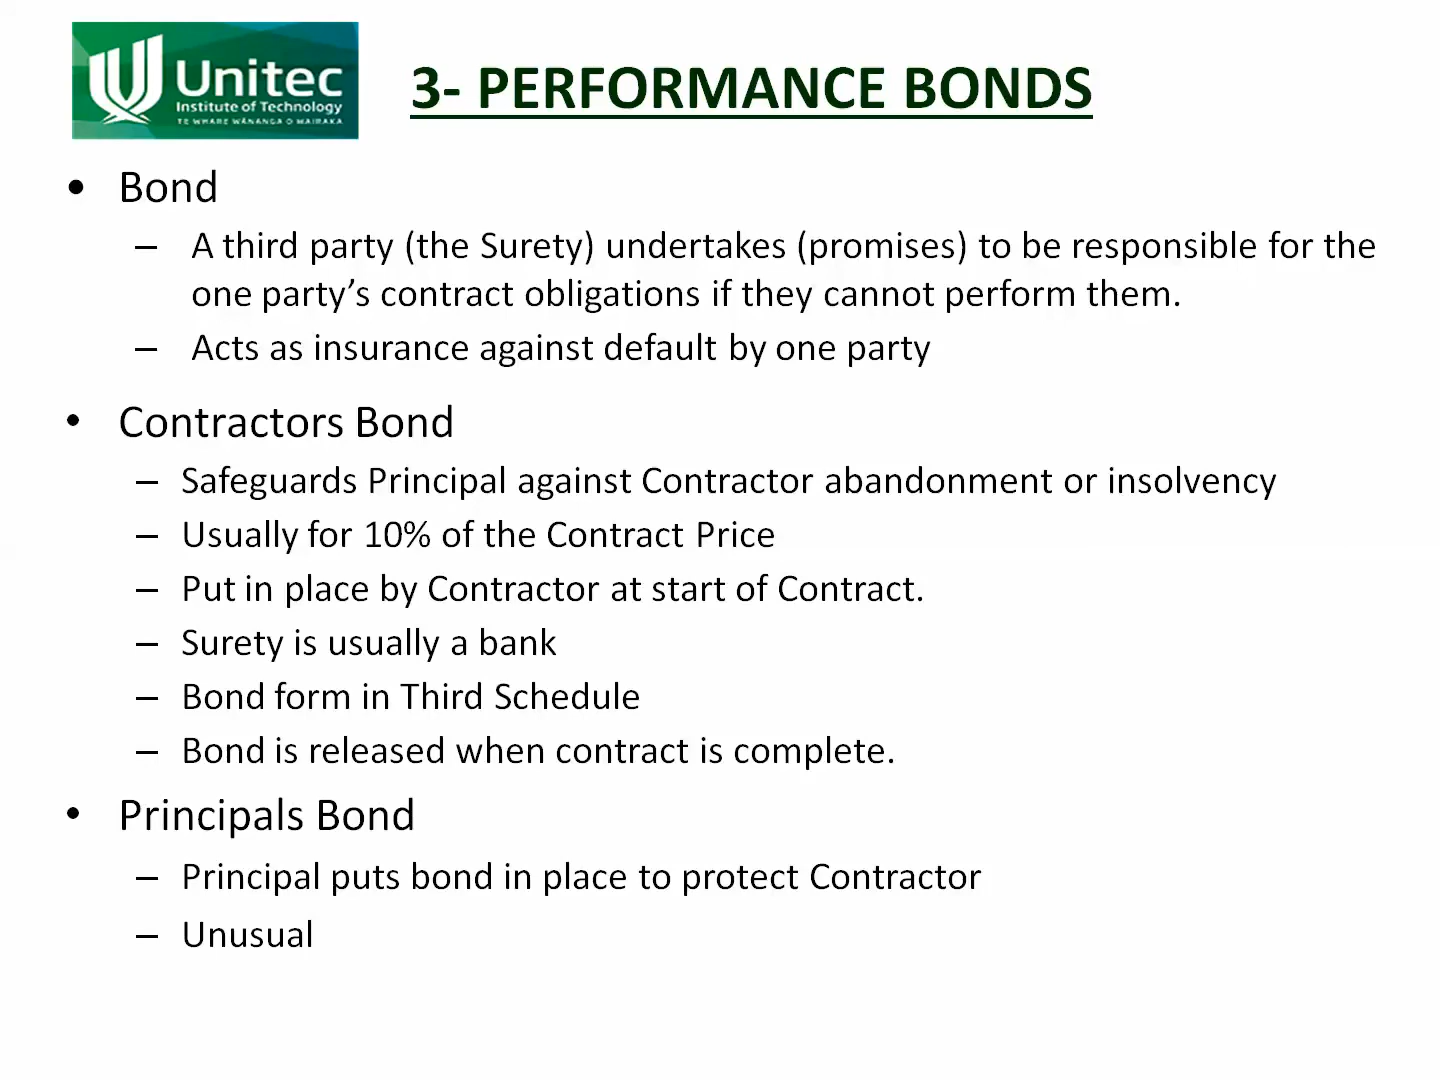 Unitec
Institute of Technology
TE WHARE WĀNANGA O WAIRAKA
3- PERFORMANCE BONDS
• Bond
– A third party (the Surety) undertakes (promises) to be responsible for the
one party’s contract obligations if they cannot perform them.
– Acts as insurance against default by one party
• Contractors Bond
– Safeguards Principal against Contractor abandonment or insolvency
– Usually for 10% of the Contract Price
– Put in place by Contractor at start of Contract.
– Surety is usually a bank
– Bond form in Third Schedule
– Bond is released when contract is complete.
• Principals Bond
– Principal puts bond in place to protect Contractor
– Unusual